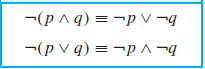 ¬(p ∧ q) ≡ ¬p ∨ ¬q
¬(p ∨ q) ≡ ¬p ∧ ¬q